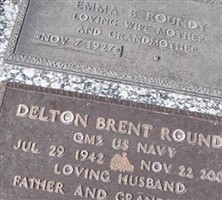 EMMA B ROUNDY
LOVING WIFE MOTHER
AND GRANDMOTHER
NOV 7 1927
DELTON BRENT ROUND
QM3 US NAVY
JUL 29 1942 NOV 22 200
LOVING HUSBAND
FATHER AND GRAN